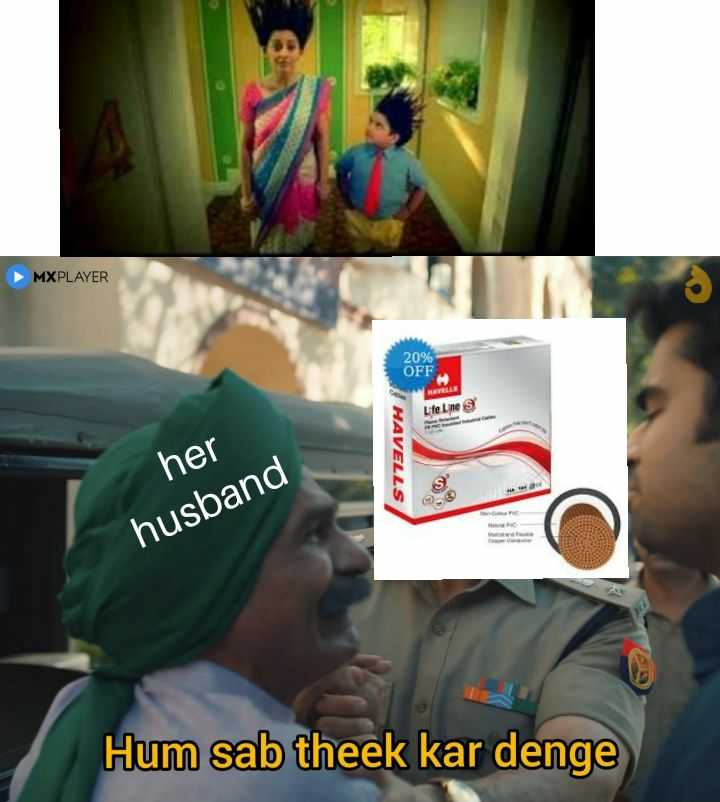 MXPLAYER
20%
OFF
HAVELLS
Life Line S
HAVELLS
S
her
husband
Hum sab theek kar denge